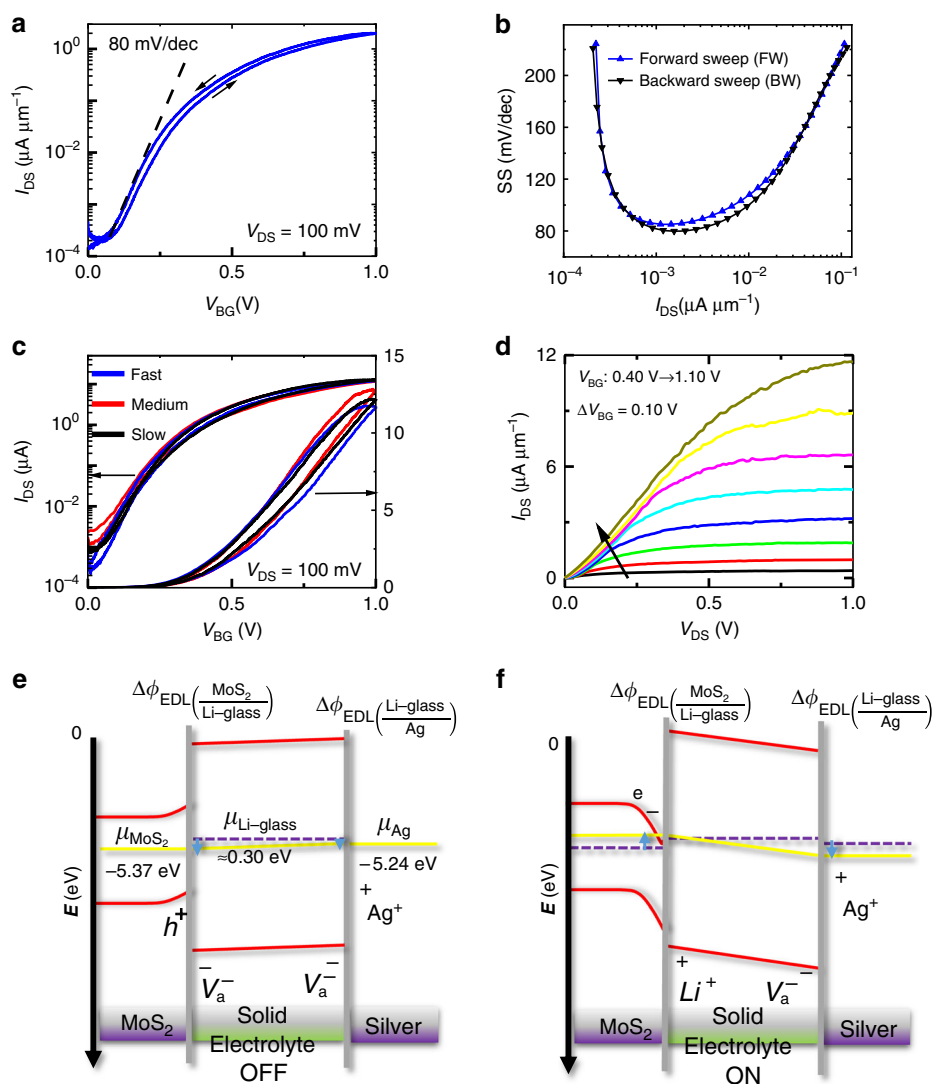 a
80 mV/dec
10⁰
10⁻²
10⁻⁴
I_DS (μA μm⁻¹)
V_DS = 100 mV
0.0 0.5 1.0
V_BG(V)
b
Forward sweep (FW)
Backward sweep (BW)
200
160
120
80
SS (mV/dec)
10⁻⁴ 10⁻³ 10⁻² 10⁻¹
I_DS(μA μm⁻¹)
c
Fast
Medium
Slow
10⁰
10⁻²
10⁻⁴
I_DS (μA)
15
10
5
0
V_DS = 100 mV
0.0 0.5 1.0
V_BG (V)
d
V_BG: 0.40 V→1.10 V
ΔV_BG = 0.10 V
12
6
0
I_DS (μA μm⁻¹)
0.0 0.5 1.0
V_DS (V)
e
Δϕ_EDL(MoS₂/Li–glass)
Δϕ_EDL(Li–glass/Ag)
0
μ_MoS₂
−5.37 eV
μ_Li–glass
≈0.30 eV
μ_Ag
−5.24 eV
E (eV)
h⁺
+
Ag⁺
− −
V_a⁻ V_a⁻
MoS₂ Solid Silver
Electrolyte
OFF
f
Δϕ_EDL(MoS₂/Li–glass)
Δϕ_EDL(Li–glass/Ag)
0
e
−
E (eV)
+
Ag⁺
+ −
Li⁺ V_a⁻
MoS₂ Solid Silver
Electrolyte
ON